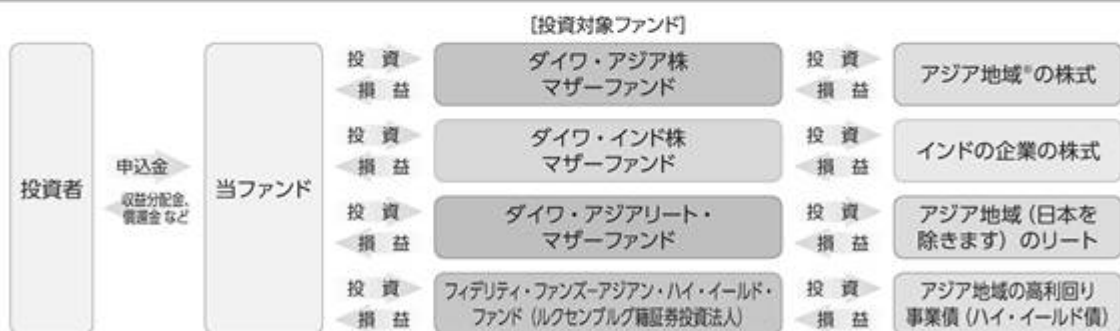 [投資対象ファンド]
投資者
申込金
収益分配金、
償還金 など
当ファンド
投 資
損 益
ダイワ・アジア株
マザーファンド
投 資
損 益
アジア地域※の株式
投 資
損 益
ダイワ・インド株
マザーファンド
投 資
損 益
インドの企業の株式
投 資
損 益
ダイワ・アジアリート・
マザーファンド
投 資
損 益
アジア地域(日本を
除きます)のリート
投 資
損 益
フィデリティ・ファンズ-アジアン・ハイ・イールド・
ファンド(ルクセンブルグ籍証券投資法人)
投 資
損 益
アジア地域の高利回り
事業債(ハイ・イールド債)